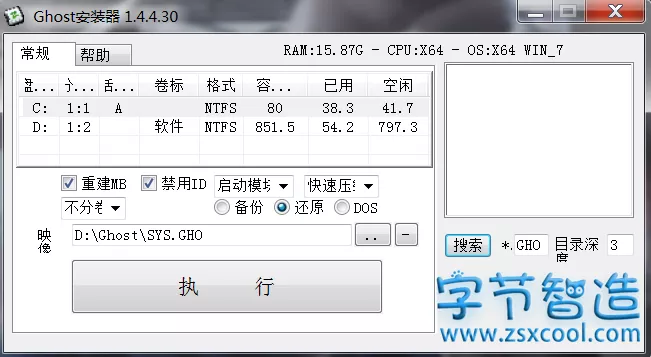 Ghost安装器 1.4.4.30
常规 帮助 RAM:15.87G - CPU:X64 - OS:X64 WIN_7
盘... 卷标 格式 容... 已用 空闲
C: 1:1 A NTFS 80 38.3 41.7
D: 1:2 软件 NTFS 851.5 54.2 797.3
重建MB 禁用ID 启动模块 快速压缩
不分卷 备份 还原 DOS
映像 D:\Ghost\SYS.GHO .. -
搜索 *.GHO 目录深度 3
执 行
字节智造
www.zsxcool.com